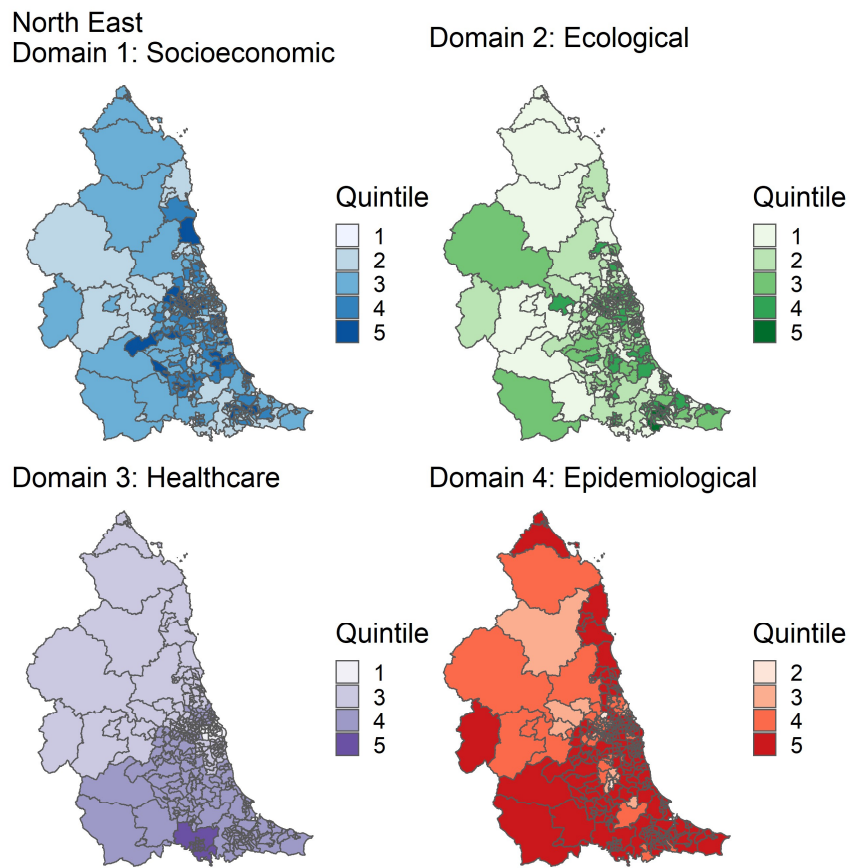 North East
Domain 1: Socioeconomic
Domain 2: Ecological
Quintile
1
2
3
4
5
Quintile
1
2
3
4
5
Domain 3: Healthcare
Domain 4: Epidemiological
Quintile
1
3
4
5
Quintile
2
3
4
5